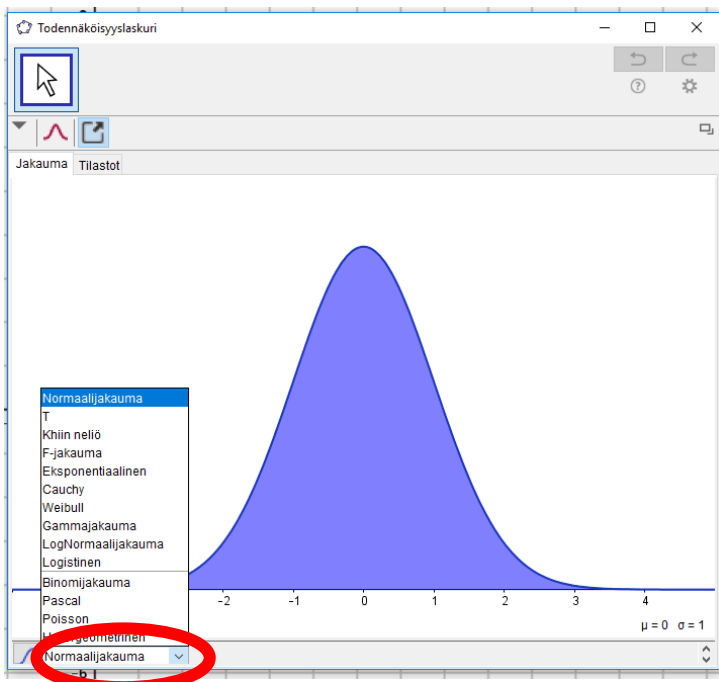 Todennäköisyyslaskuri
Jakauma Tilastot
Normaalijakauma
T
Khiin neliö
F-jakauma
Eksponentiaalinen
Cauchy
Weibull
Gammajakauma
LogNormaalijakauma
Logistinen
Binomijakauma
Pascal
Poisson
-2 -1 0 1 2 3 4
μ = 0 σ = 1
Normaalijakauma
-6